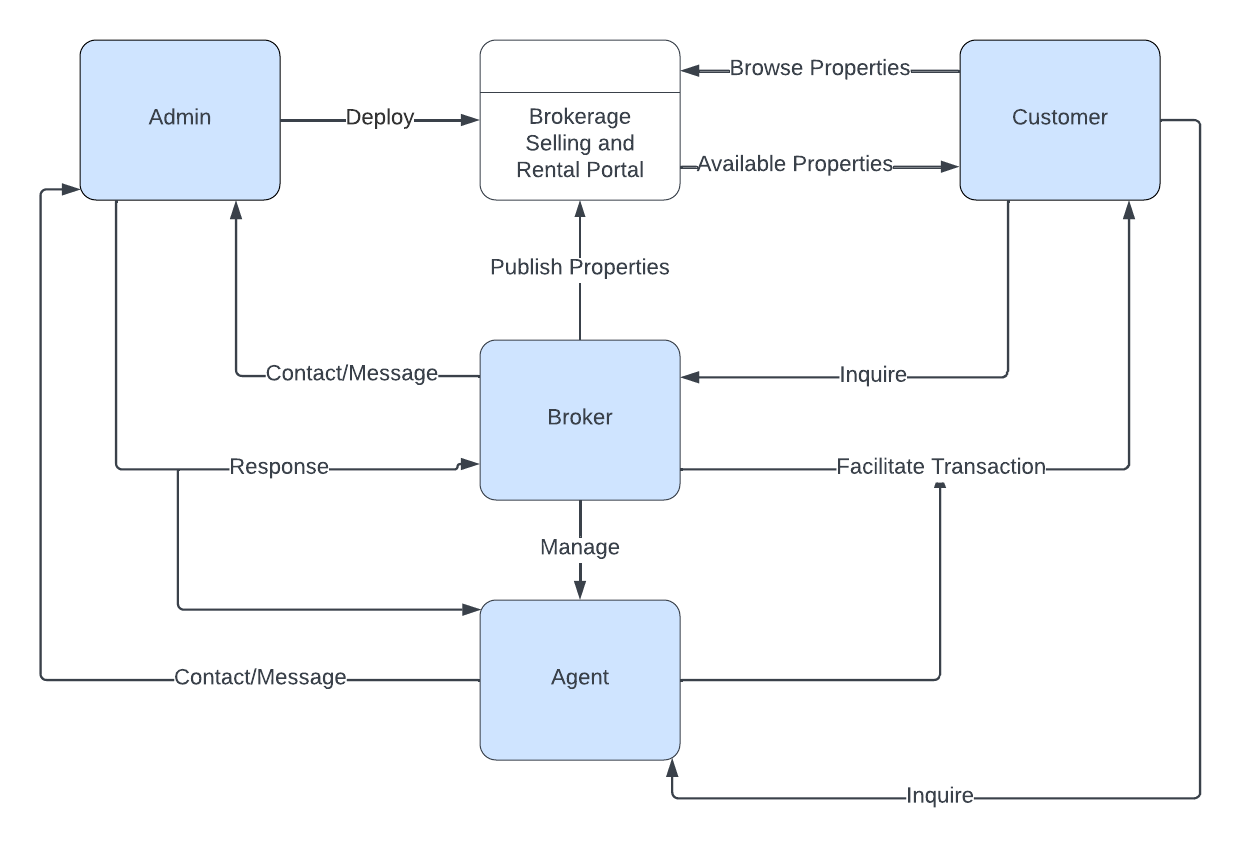 Admin
Deploy
Brokerage
Selling and
Rental Portal
Browse Properties
Available Properties
Customer
Publish Properties
Contact/Message
Broker
Inquire
Response
Facilitate Transaction
Manage
Agent
Contact/Message
Inquire